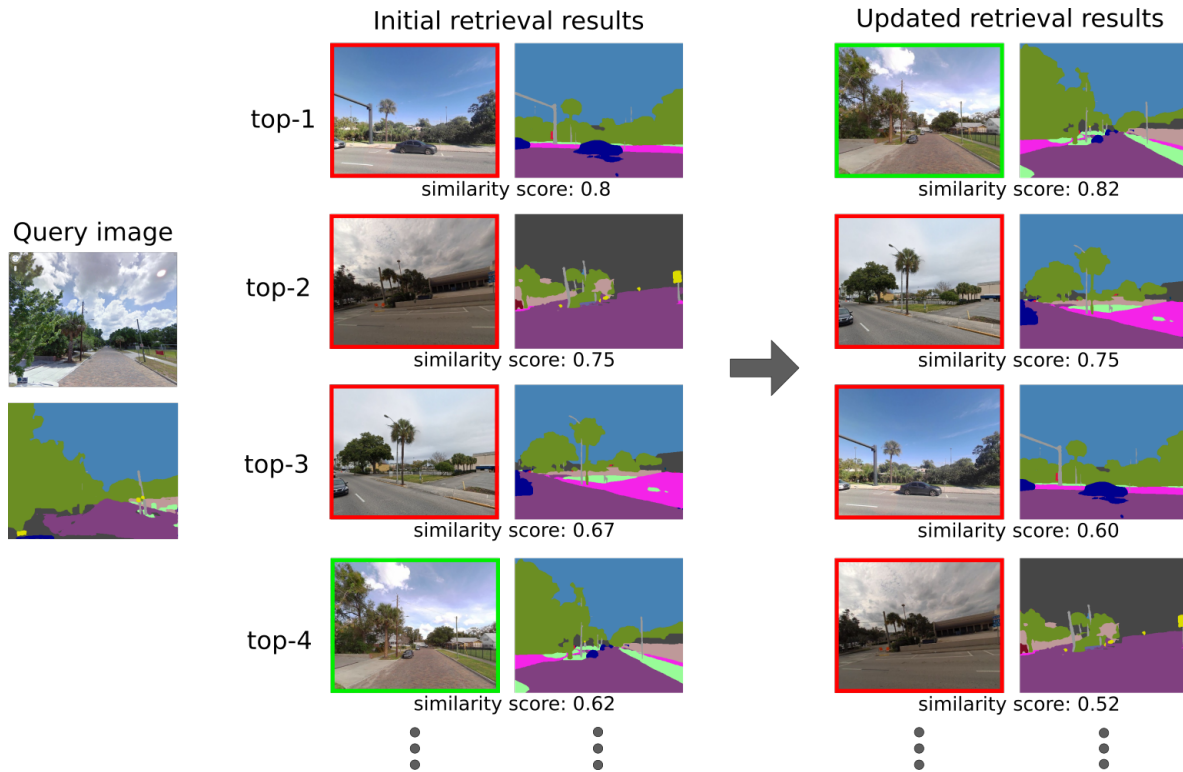 Initial retrieval results
Updated retrieval results
top-1
similarity score: 0.8
similarity score: 0.82
Query image
top-2
similarity score: 0.75
similarity score: 0.75
top-3
similarity score: 0.67
similarity score: 0.60
top-4
similarity score: 0.62
similarity score: 0.52